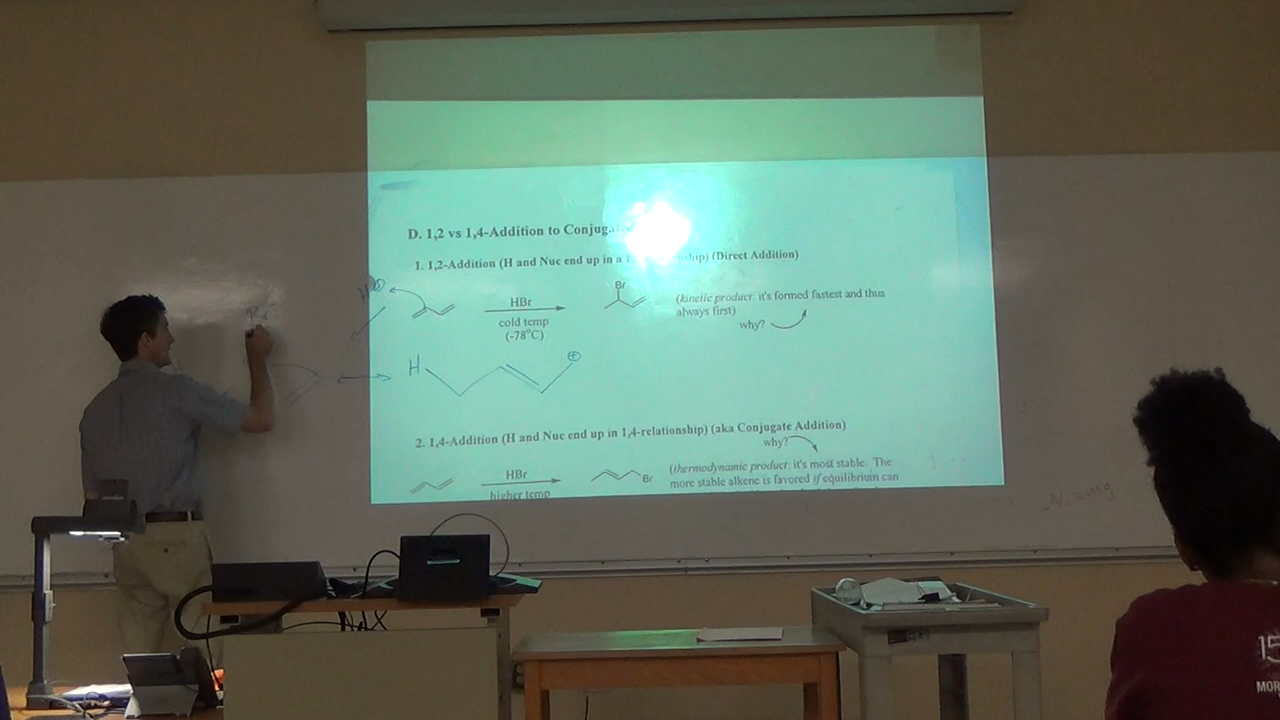 D. 1,2 vs 1,4-Addition to
1. 1,2-Addition (H and Nuc end up in a (Direct Addition)
H ⊕
Br
HBr
cold temp
(-78°C)
Br
(kinetic product: it's formed fastest and thus
always first)
why?
H ⊕
2. 1,4-Addition (H and Nuc end up in 1,4-relationship) (aka Conjugate Addition)
why?
HBr
higher temp
Br
(thermodynamic product: it's most stable. The
more stable alkene is favored if equilibrium can
15
MOR